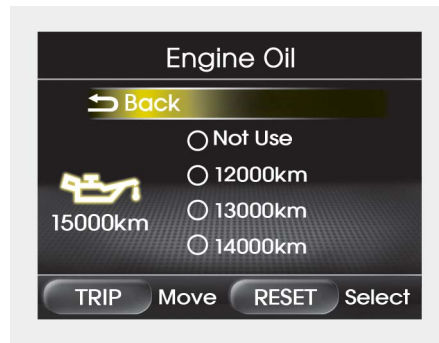 Engine Oil
Back
Not Use
12000km
13000km
15000km
14000km
TRIP Move RESET Select